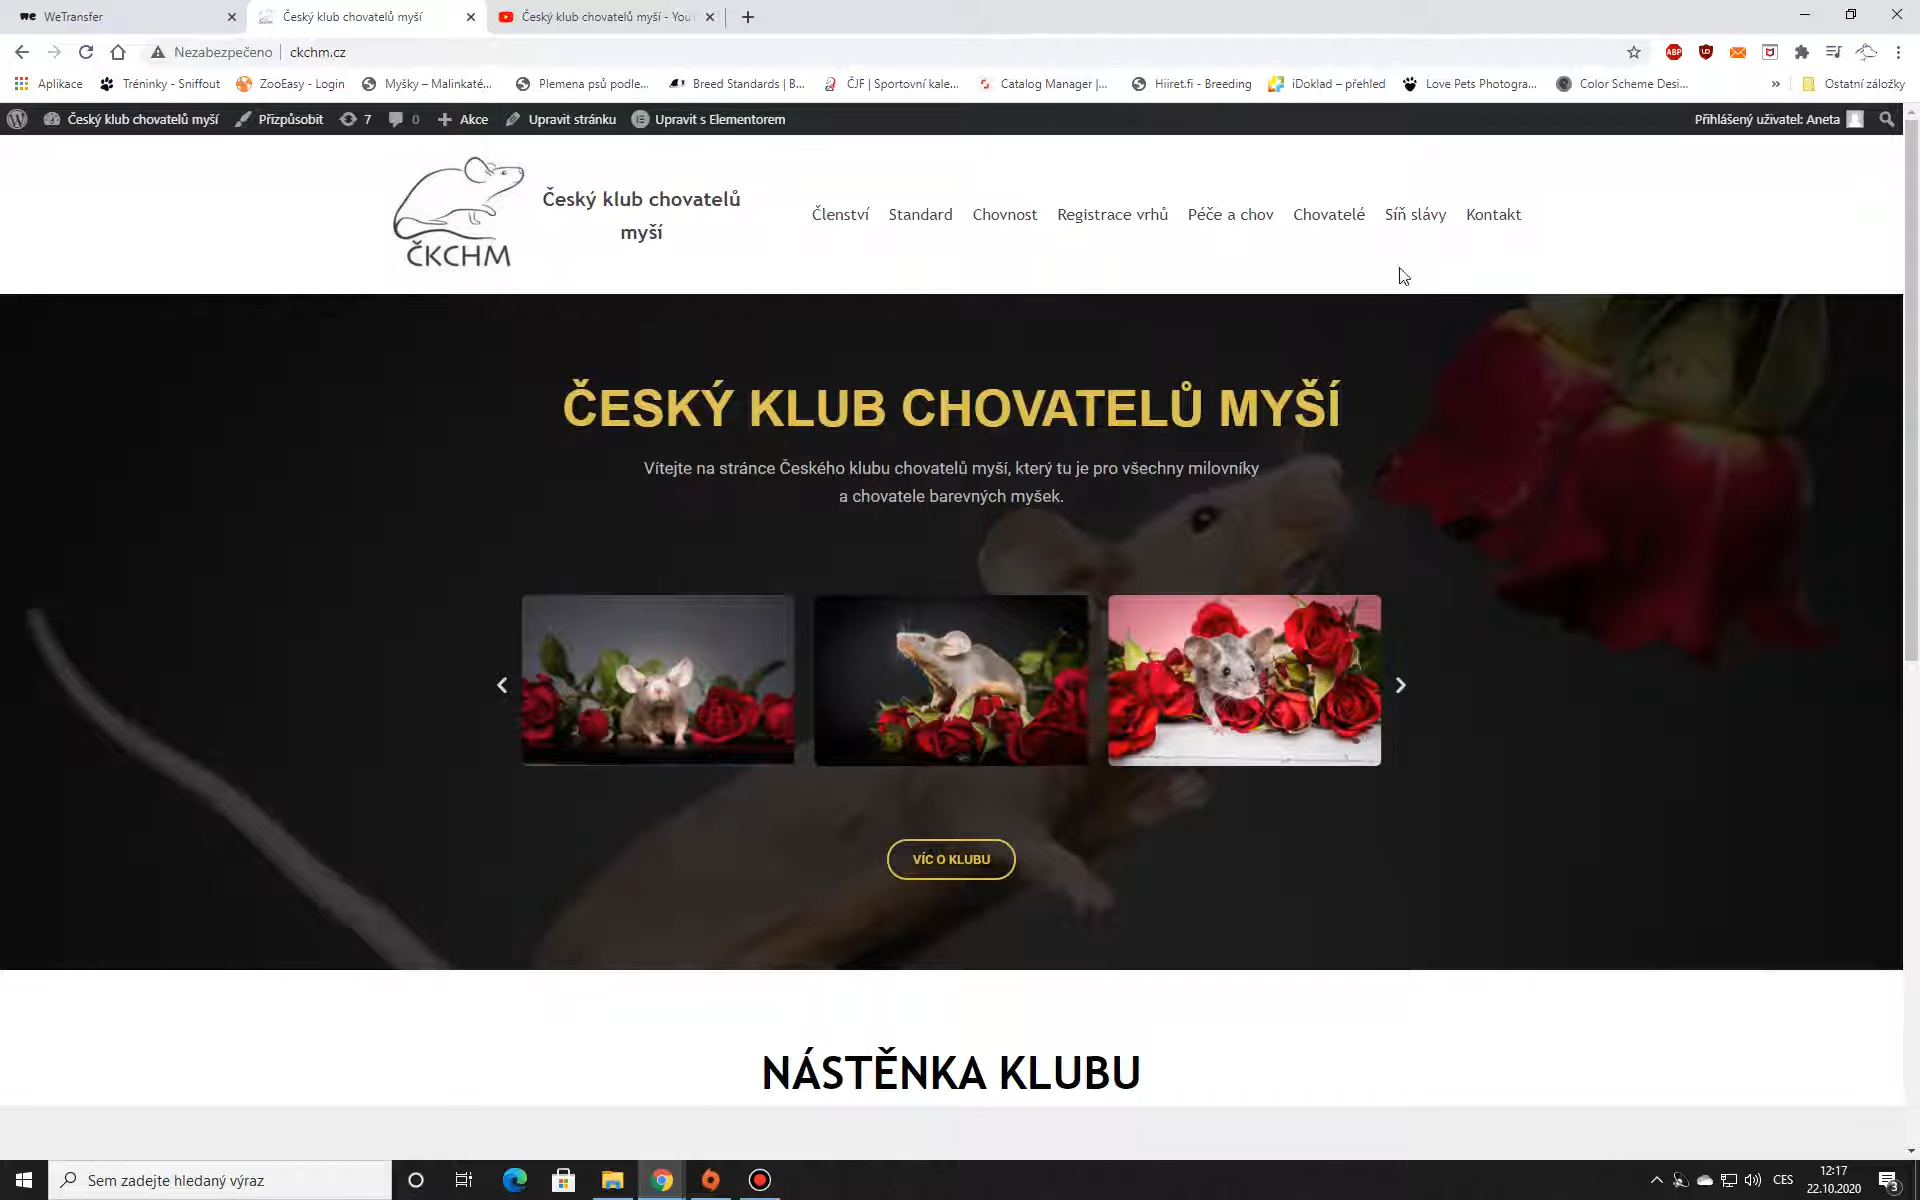 WeTransfer
Český klub chovatelů myší
Český klub chovatelů myší - You
Nezabezpečeno
ckchm.cz
ABP
Aplikace
Tréninky - Sniffout
ZooEasy - Login
Myšky – Malinkaté...
Plemena psů podle...
Breed Standards | B...
ČJF | Sportovní kale...
Catalog Manager |...
Hiiret.fi - Breeding
iDoklad – přehled
Love Pets Photogra...
Color Scheme Desi...
»
Ostatní záložky
Český klub chovatelů myší
Přizpůsobit
7
0
Akce
Upravit stránku
Upravit s Elementorem
Přihlášený uživatel: Aneta
ČKCHM
Český klub chovatelů
myší
Členství
Standard
Chovnost
Registrace vrhů
Péče a chov
Chovatelé
Síň slávy
Kontakt
ČESKÝ KLUB CHOVATELŮ MYŠÍ
Vítejte na stránce Českého klubu chovatelů myší, který tu je pro všechny milovníky
a chovatele barevných myšek.
VÍC O KLUBU
NÁSTĚNKA KLUBU
Sem zadejte hledaný výraz
CES
12:17
22.10.2020
3